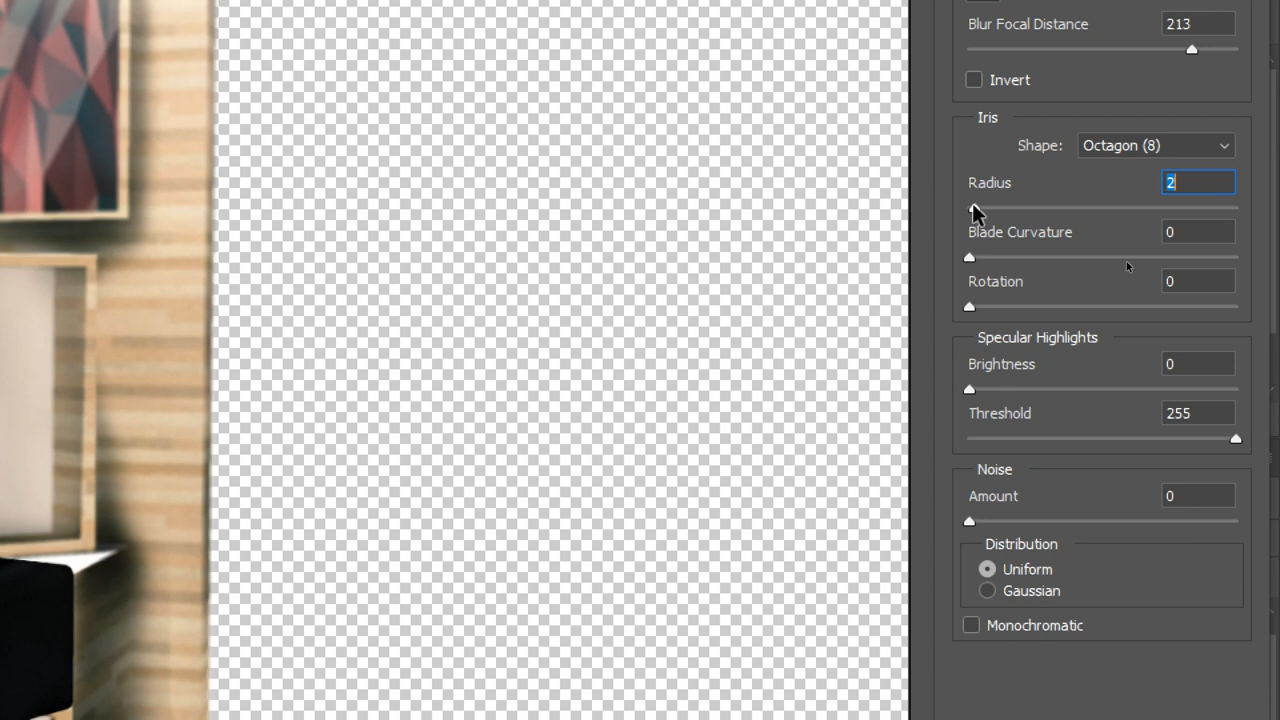 Blur Focal Distance 213
Invert
Iris
Shape: Octagon (8)
Radius 2
Blade Curvature 0
Rotation 0
Specular Highlights
Brightness 0
Threshold 255
Noise
Amount 0
Distribution
Uniform
Gaussian
Monochromatic